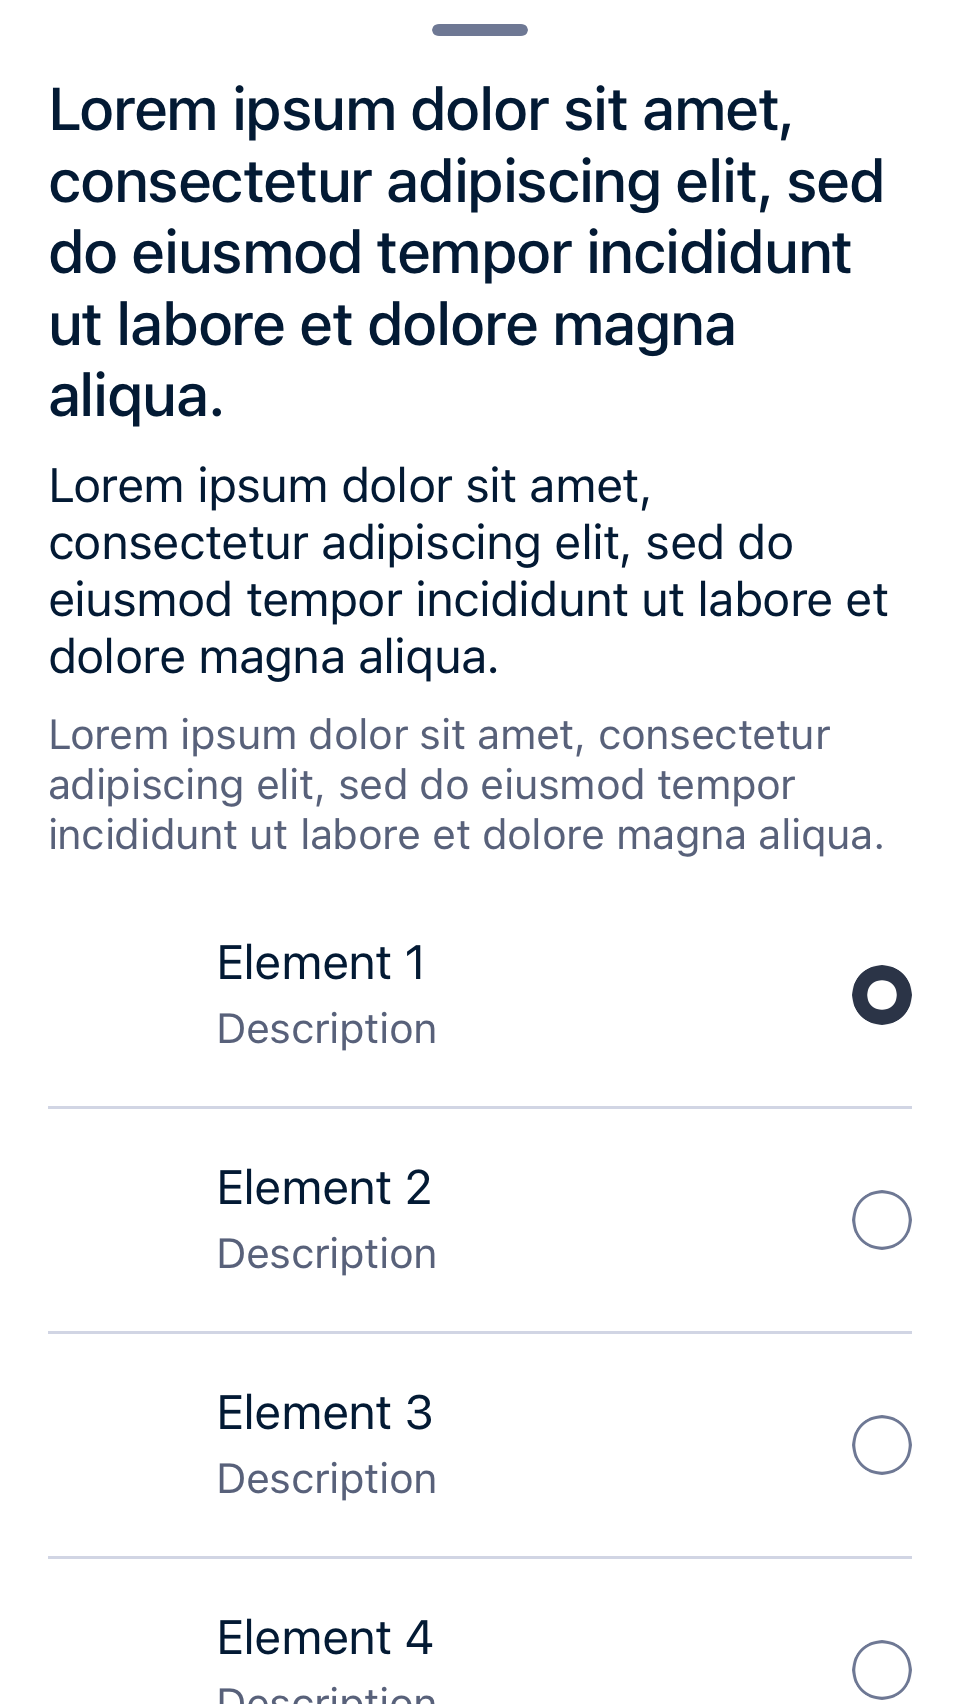 Lorem ipsum dolor sit amet,
consectetur adipiscing elit, sed
do eiusmod tempor incididunt
ut labore et dolore magna
aliqua.
Lorem ipsum dolor sit amet,
consectetur adipiscing elit, sed do
eiusmod tempor incididunt ut labore et
dolore magna aliqua.
Lorem ipsum dolor sit amet, consectetur
adipiscing elit, sed do eiusmod tempor
incididunt ut labore et dolore magna aliqua.
Element 1
Description
Element 2
Description
Element 3
Description
Element 4
Description